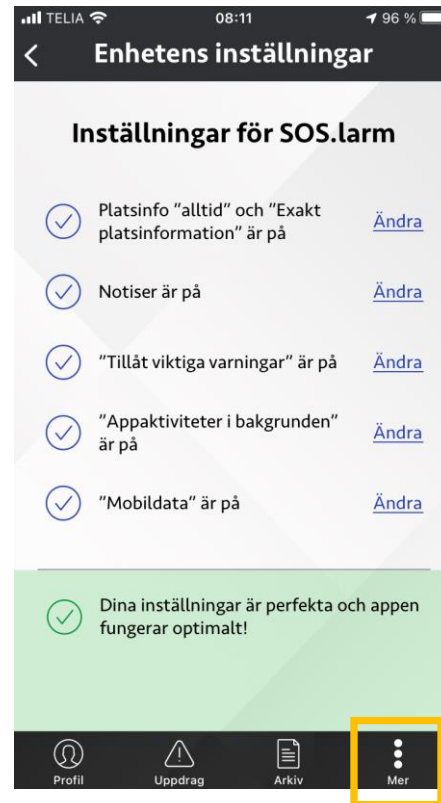 TELIA 08:11 96 %
Enhetens inställningar
Inställningar för SOS.larm
Platsinfo ”alltid” och ”Exakt
platsinformation” är på
Ändra
Notiser är på
Ändra
”Tillåt viktiga varningar” är på
Ändra
”Appaktiviteter i bakgrunden”
är på
Ändra
”Mobildata” är på
Ändra
Dina inställningar är perfekta och appen
fungerar optimalt!
Profil Uppdrag Arkiv Mer